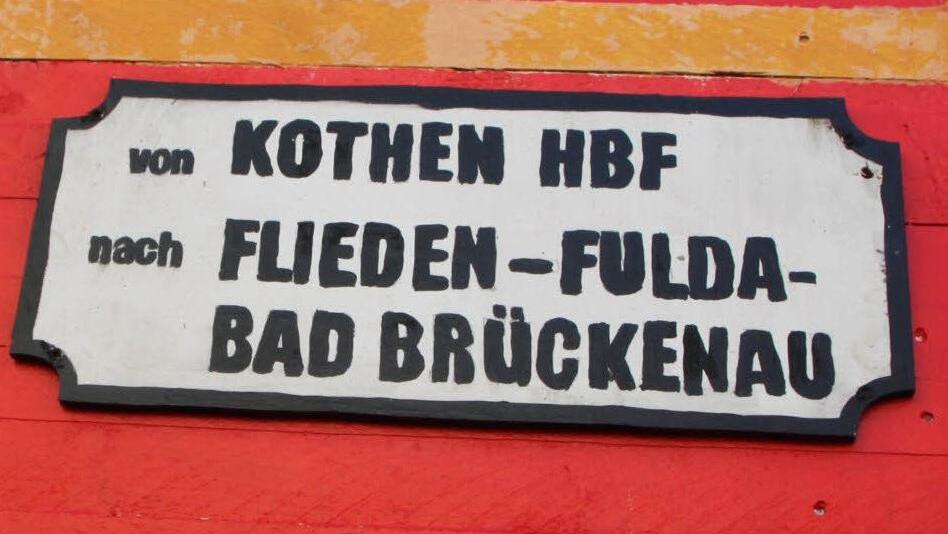 von KOTHEN HBF
nach FLIEDEN-FULDA-
BAD BRÜCKENAU